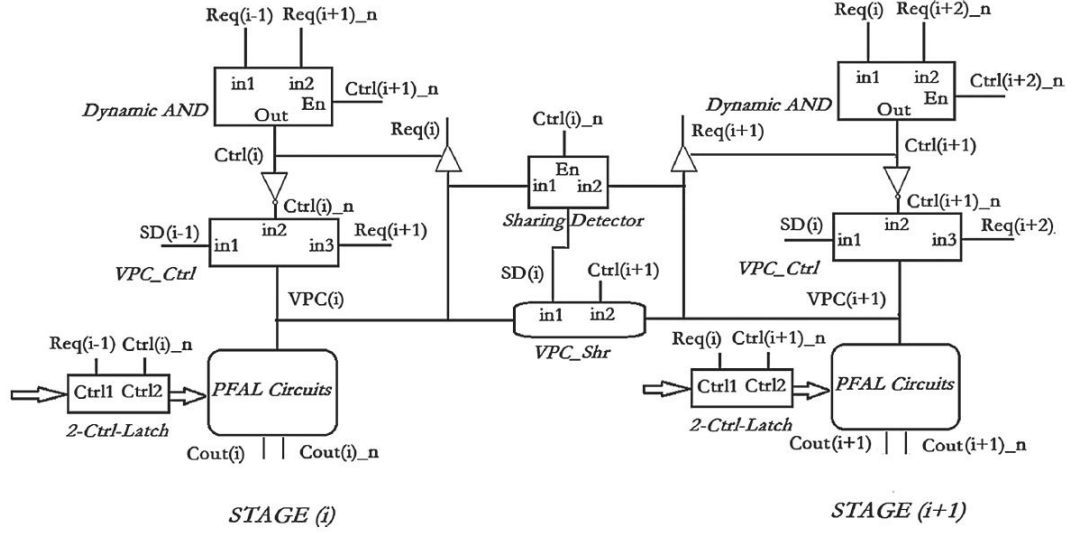 Req(i-1) Req(i+1)_n
in1 in2
En
Ctrl(i+1)_n
Dynamic AND
Out
Ctrl(i)
Req(i)
Ctrl(i)_n
SD(i-1)
in1 in2 in3
Req(i+1)
VPC_Ctrl
VPC(i)
Req(i-1) Ctrl(i)_n
Ctrl1 Ctrl2
2-Ctrl-Latch
PFAL Circuits
Cout(i) Cout(i)_n
STAGE (i)
Ctrl(i)_n
En
in1 in2
Sharing Detector
SD(i)
Ctrl(i+1)
in1 in2
VPC_Shr
Req(i) Req(i+2)_n
in1 in2
En
Ctrl(i+2)_n
Dynamic AND
Out
Req(i+1)
Ctrl(i+1)
Ctrl(i+1)_n
SD(i)
in1 in2 in3
Req(i+2)
VPC_Ctrl
VPC(i+1)
Req(i) Ctrl(i+1)_n
Ctrl1 Ctrl2
2-Ctrl-Latch
PFAL Circuits
Cout(i+1) Cout(i+1)_n
STAGE (i+1)